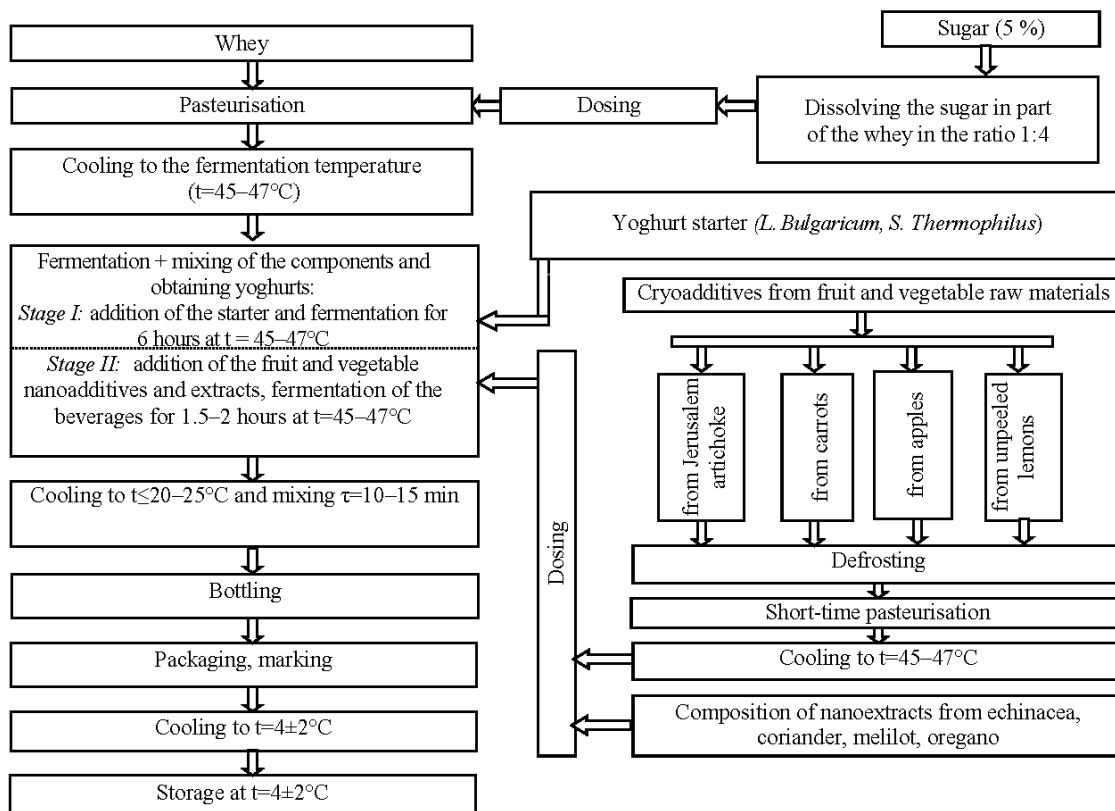 Whey
Pasteurisation
Cooling to the fermentation temperature
(t=45–47°C)
Fermentation + mixing of the components and
obtaining yoghurts:
Stage I: addition of the starter and fermentation for
6 hours at t = 45–47°C
Stage II: addition of the fruit and vegetable
nanoadditives and extracts, fermentation of the
beverages for 1.5–2 hours at t=45–47°C
Cooling to t≤20–25°C and mixing τ=10–15 min
Bottling
Packaging, marking
Cooling to t=4±2°C
Storage at t=4±2°C
Sugar (5 %)
Dissolving the sugar in part
of the whey in the ratio 1:4
Dosing
Yoghurt starter (L. Bulgaricum, S. Thermophilus)
Cryoadditives from fruit and vegetable raw materials
from Jerusalem
artichoke
from carrots
from apples
from unpeeled
lemons
Defrosting
Short-time pasteurisation
Cooling to t=45–47°C
Composition of nanoextracts from echinacea,
coriander, melilot, oregano
Dosing